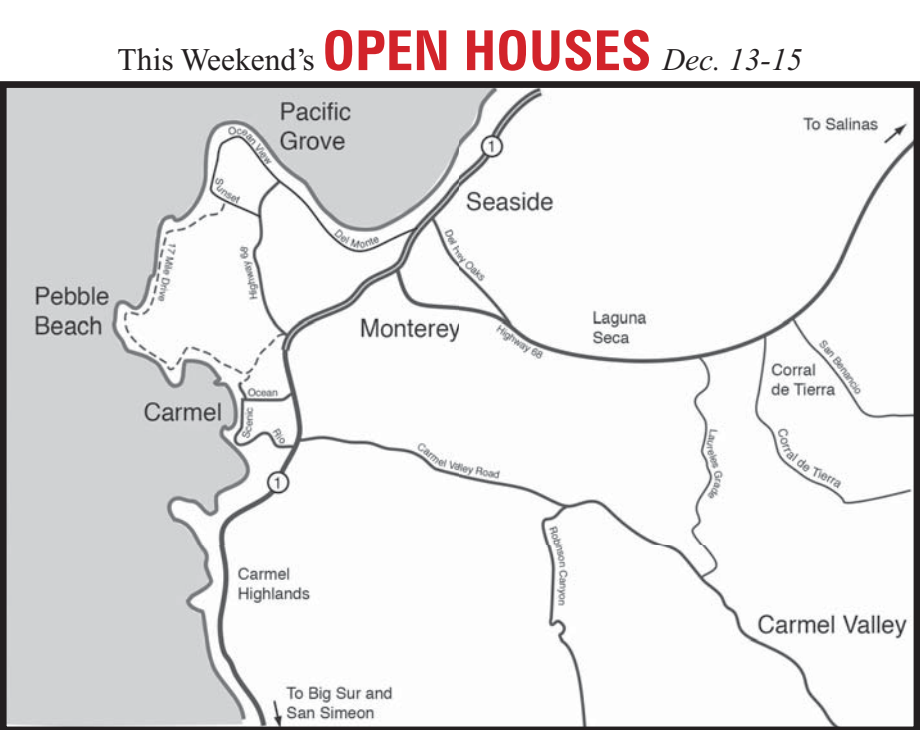 This Weekend's OPEN HOUSES Dec. 13-15
Pacific
Grove
To Salinas
Ocean View
1
Sunset
Seaside
Del Monte
Del Rey Oaks
17 Mile Drive
Highway 68
Pebble
Beach
Monterey
Highway 68
Laguna
Seca
San Benancio
Corral
de Tierra
Ocean
Carmel
Scenic
Rio
Carmel Valley Road
Laureles Grade
Corral de Tierra
1
Robinson Canyon
Carmel
Highlands
Carmel Valley
To Big Sur and
San Simeon